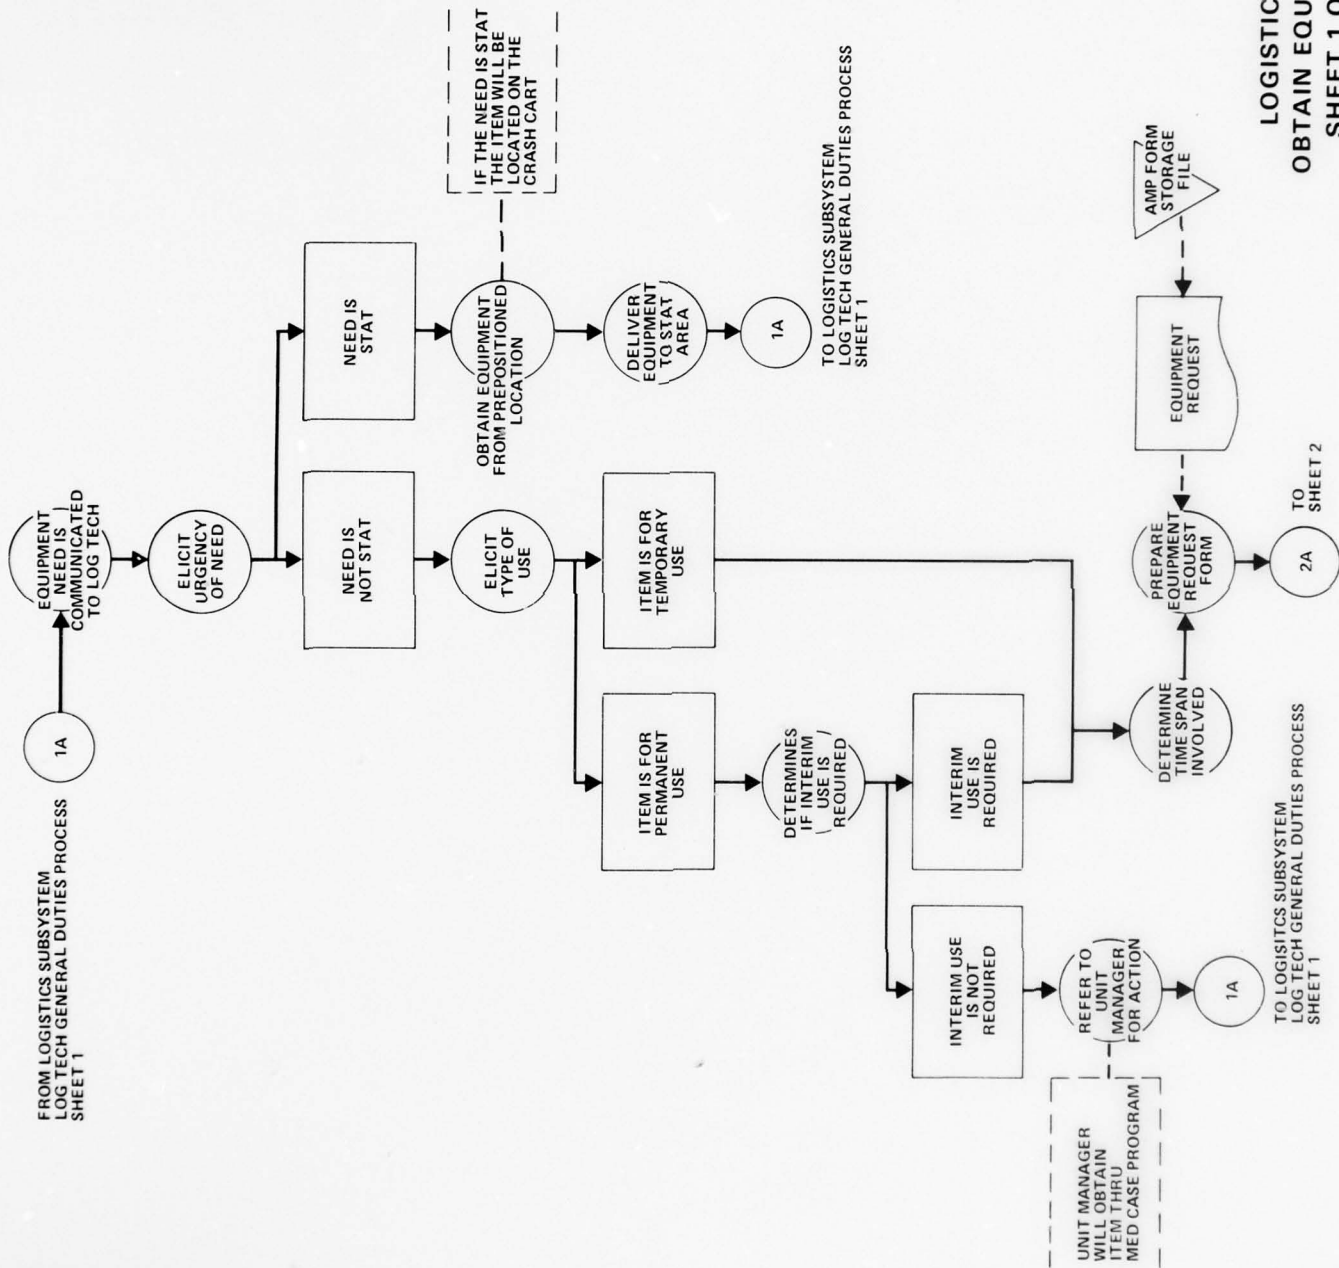 FROM LOGISTICS SUBSYSTEM
LOG TECH GENERAL DUTIES PROCESS
SHEET 1
1A
EQUIPMENT
NEED IS
COMMUNICATED
TO LOG TECH
ELICIT
URGENCY
OF NEED
NEED IS
NOT STAT
NEED IS
STAT
ELICIT
TYPE OF
USE
OBTAIN EQUIPMENT
FROM PREPOSITIONED
LOCATION
IF THE NEED IS STAT
THE ITEM WILL BE
LOCATED ON THE
CRASH CART
ITEM IS FOR
PERMANENT
USE
ITEM IS FOR
TEMPORARY
USE
DELIVER
EQUIPMENT
TO STAT
AREA
1A
TO LOGISTICS SUBSYSTEM
LOG TECH GENERAL DUTIES PROCESS
SHEET 1
DETERMINES
IF INTERIM
USE IS
REQUIRED
INTERIM USE
IS NOT
REQUIRED
INTERIM
USE IS
REQUIRED
UNIT MANAGER
WILL OBTAIN
ITEM THRU
MED CASE PROGRAM
REFER TO
UNIT
MANAGER
FOR ACTION
1A
TO LOGISITCS SUBSYSTEM
LOG TECH GENERAL DUTIES PROCESS
SHEET 1
DETERMINE
TIME SPAN
INVOLVED
PREPARE
EQUIPMENT
REQUEST
FORM
EQUIPMENT
REQUEST
AMP FORM
STORAGE
FILE
2A
TO
SHEET 2
LOGISTIC
OBTAIN EQU
SHEET 1 O